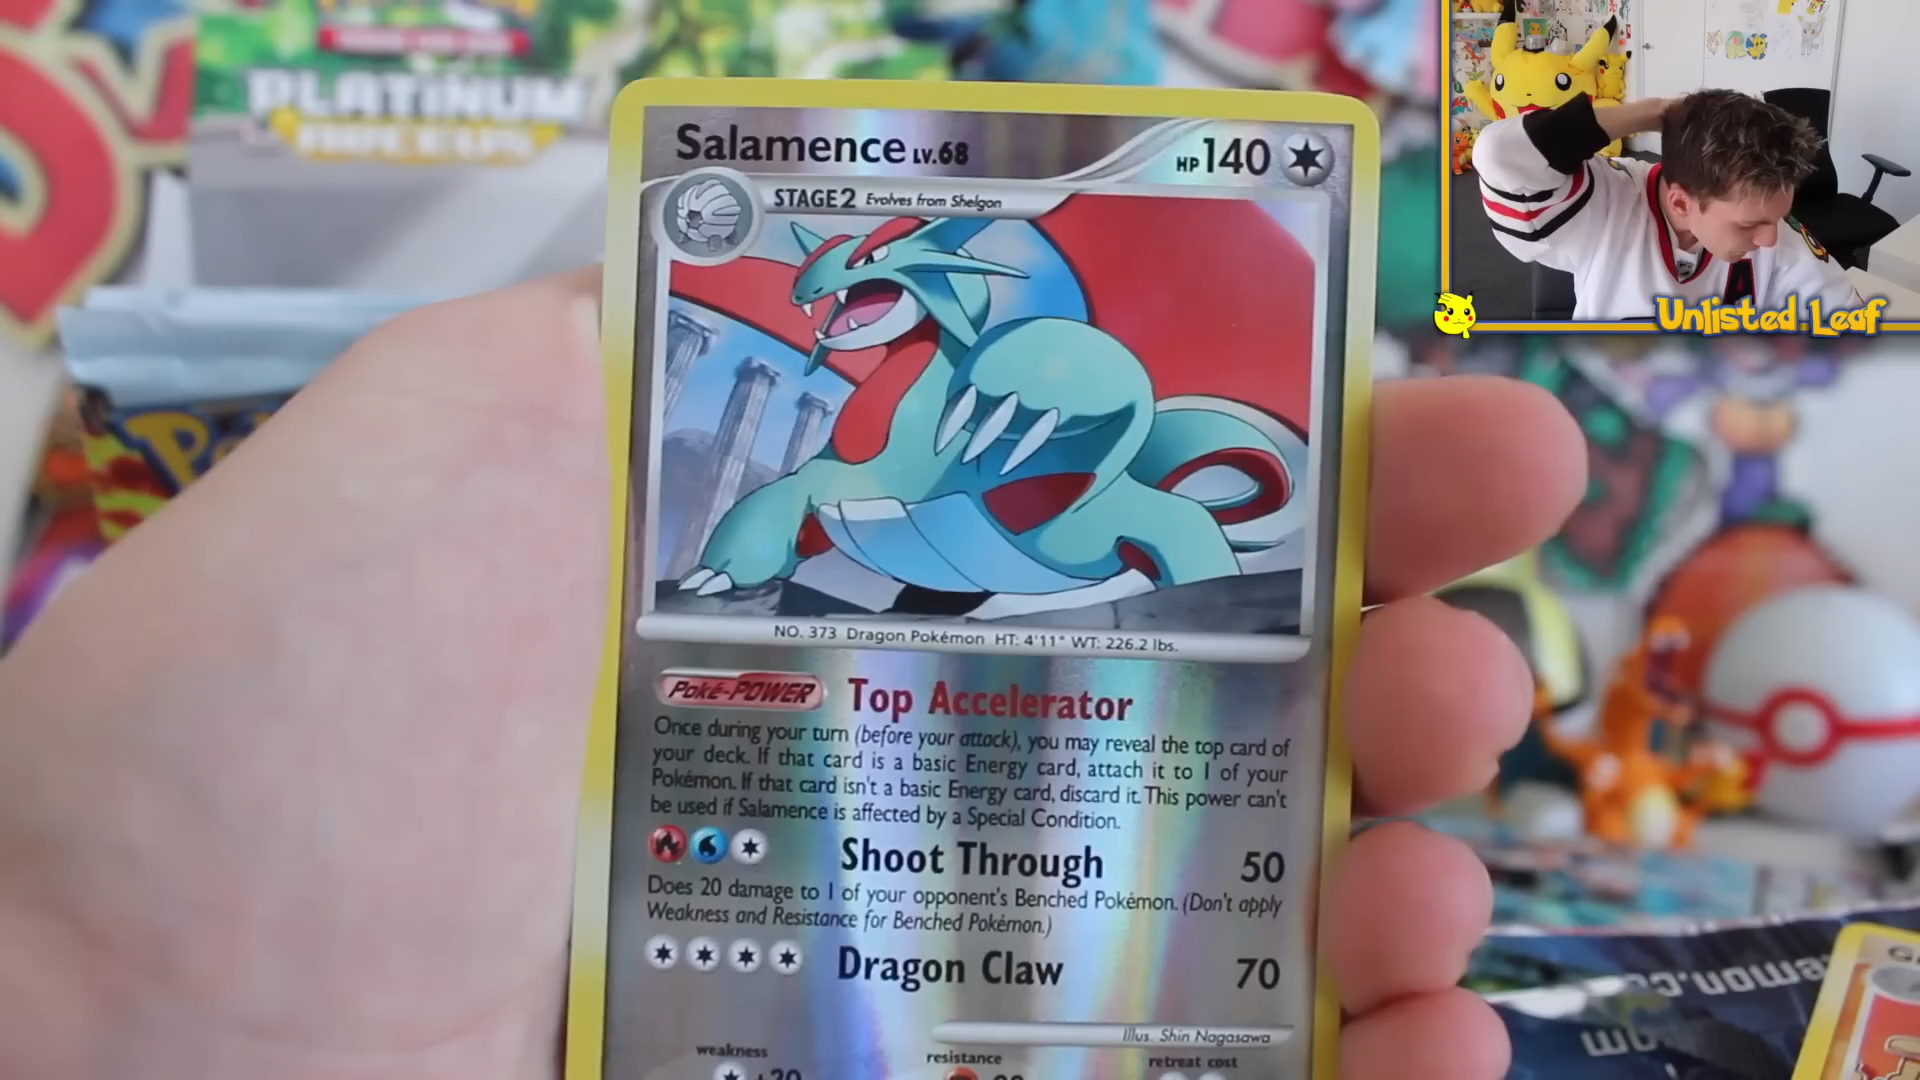 PLATINUM
ARCEUS
Salamence LV.68
HP 140
STAGE 2 Evolves from Shelgon
NO. 373 Dragon Pokémon HT: 4'11" WT: 226.2 lbs.
Poké-POWER Top Accelerator
Once during your turn (before your attack), you may reveal the top card of
your deck. If that card is a basic Energy card, attach it to 1 of your
Pokémon. If that card isn't a basic Energy card, discard it. This power can't
be used if Salamence is affected by a Special Condition.
Shoot Through 50
Does 20 damage to 1 of your opponent's Benched Pokémon. (Don't apply
Weakness and Resistance for Benched Pokémon.)
Dragon Claw 70
Illus. Shin Nagasawa
weakness resistance retreat cost
+20
Unlisted Leaf